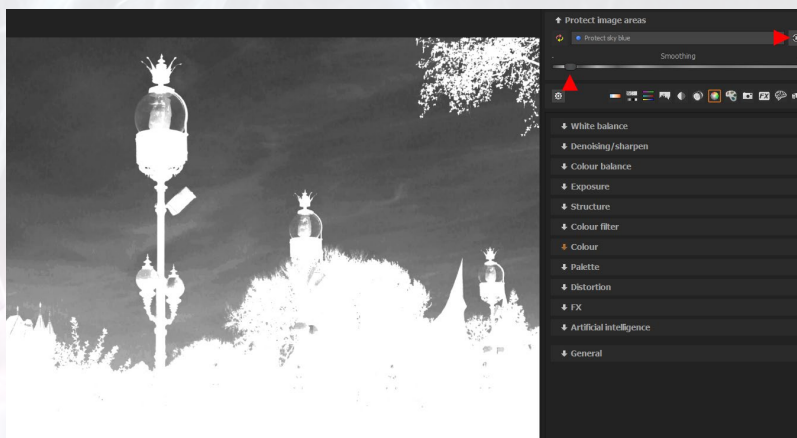 Protect image areas
Protect sky blue
Smoothing
FX
White balance
Denoising/sharpen
Colour balance
Exposure
Structure
Colour filter
Colour
Palette
Distortion
FX
Artificial intelligence
General